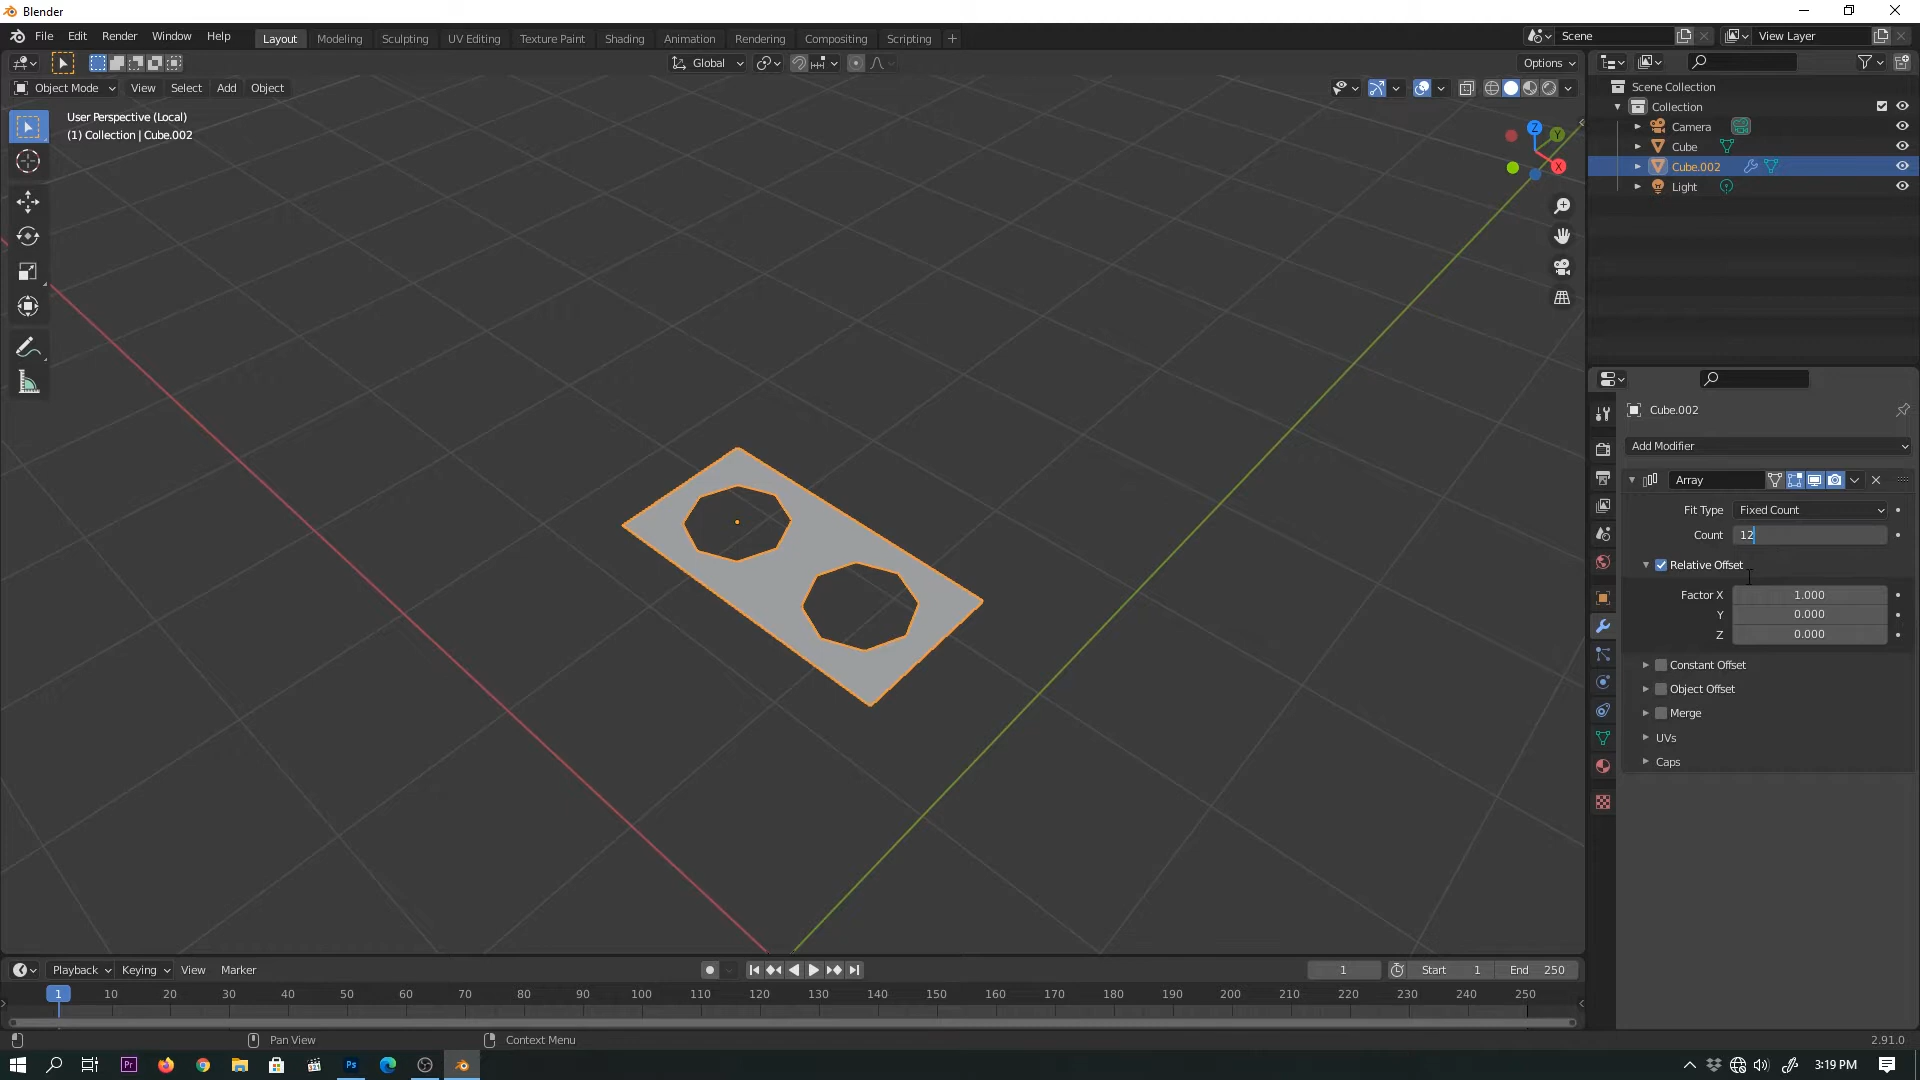 Blender
File Edit Render Window Help
Layout Modeling Sculpting UV Editing Texture Paint Shading Animation Rendering Compositing Scripting +
Scene
View Layer
Global
Options
Object Mode View Select Add Object
User Perspective (Local)
(1) Collection | Cube.002
Z
Y
X
Scene Collection
Collection
Camera
Cube
Cube.002
Light
Cube.002
Add Modifier
Array
Fit Type Fixed Count
Count 12
Relative Offset
Factor X 1.000
Y 0.000
Z 0.000
Constant Offset
Object Offset
Merge
UVs
Caps
Playback Keying View Marker
1
Start 1
End 250
1 10 20 30 40 50 60 70 80 90 100 110 120 130 140 150 160 170 180 190 200 210 220 230 240 250
Pan View
Context Menu
2.91.0
Pr
Ps
3:19 PM